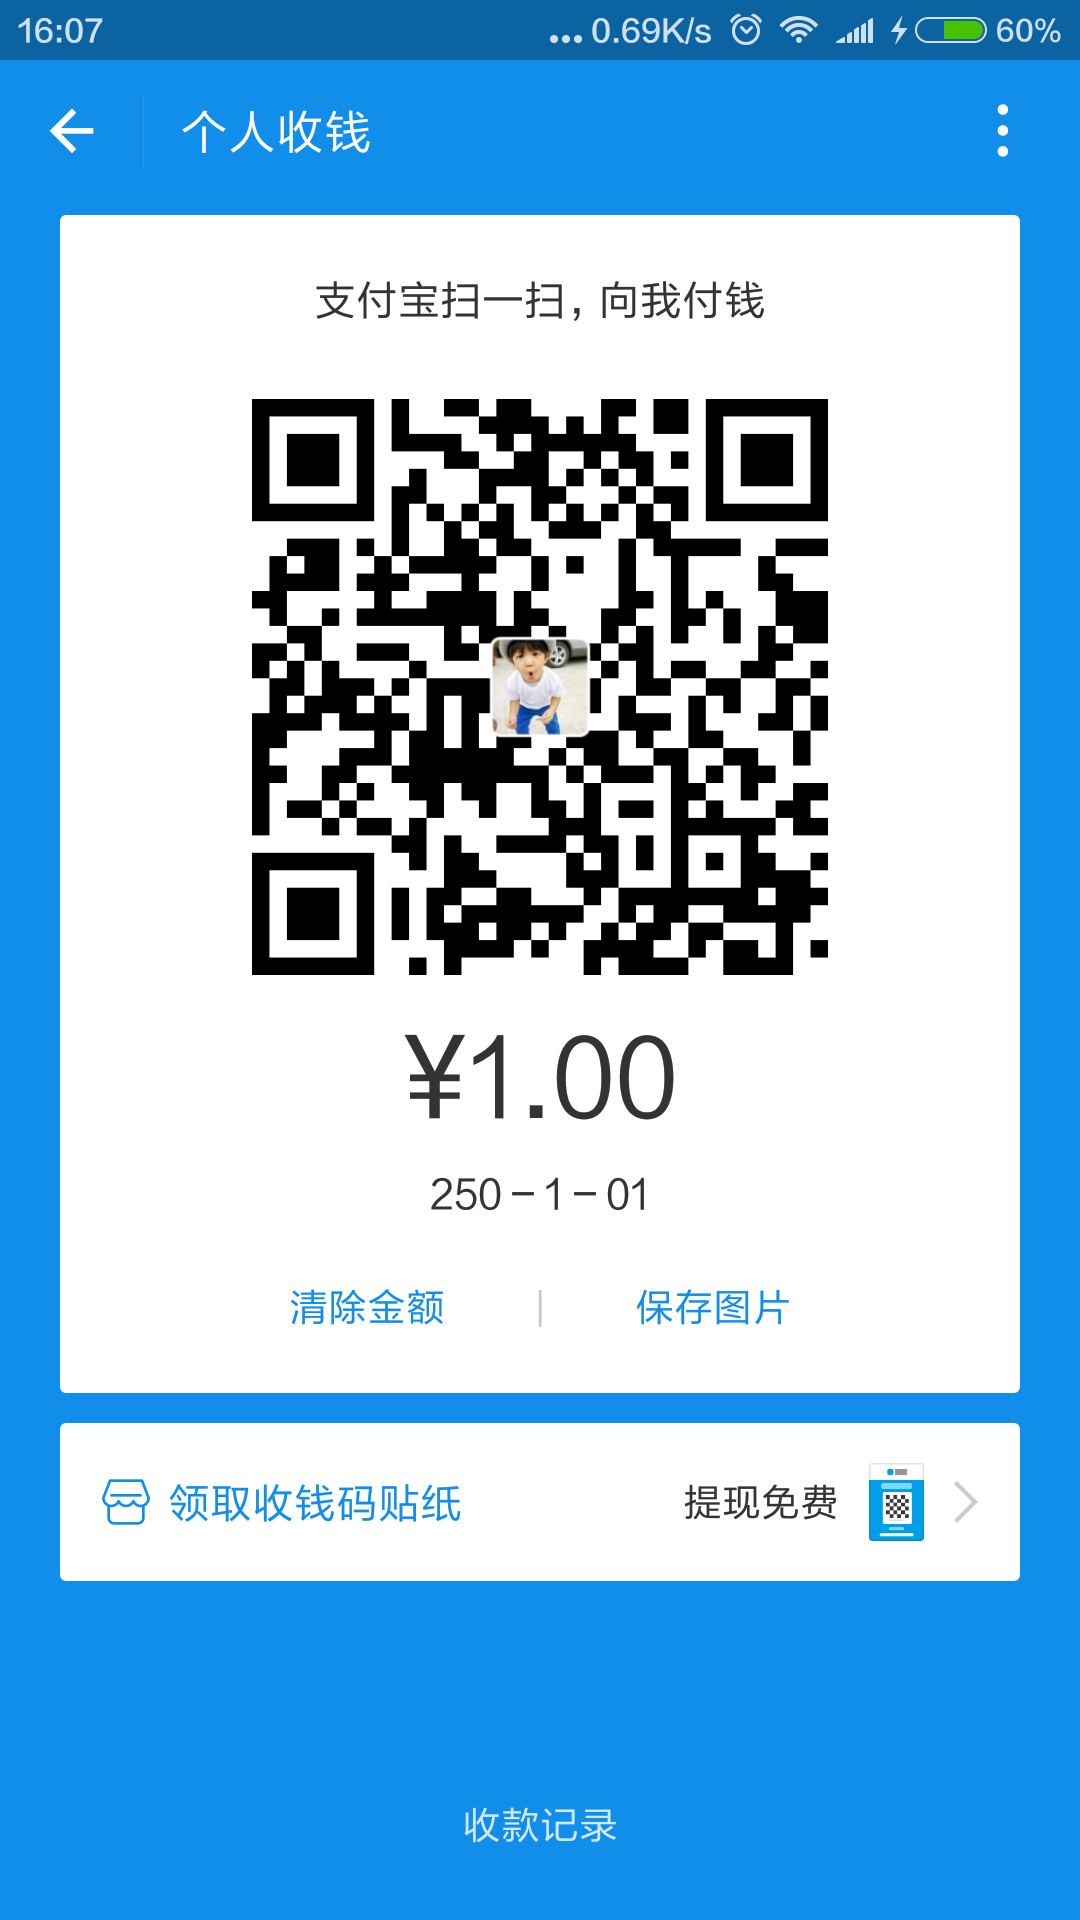 16:07
... 0.69K/s 60%
个人收钱
支付宝扫一扫，向我付钱
¥1.00
250-1-01
清除金额 | 保存图片
领取收钱码贴纸 提现免费
收款记录